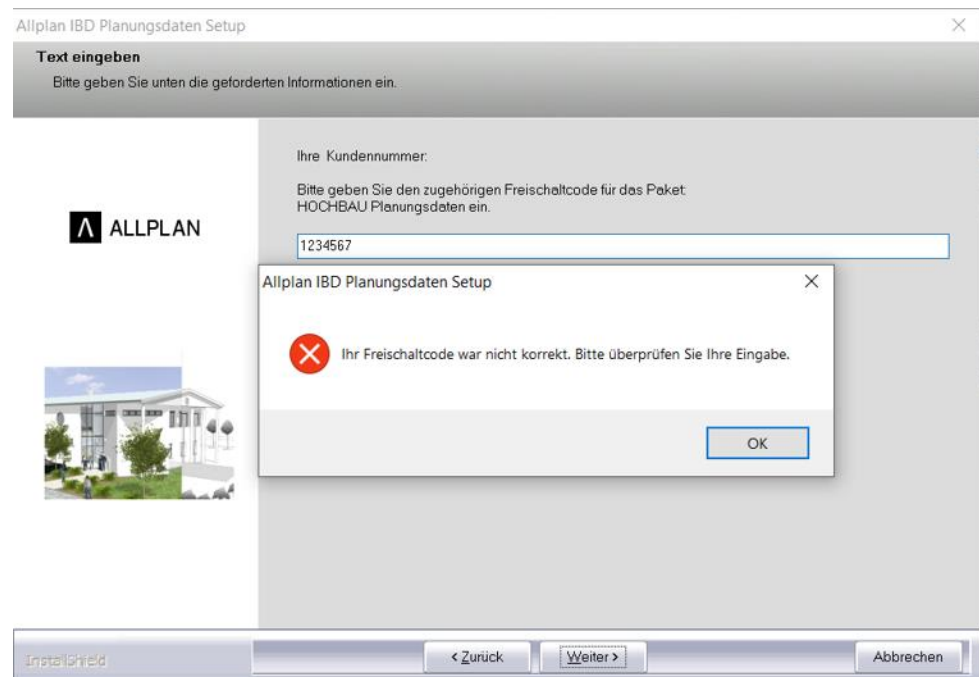 Allplan IBD Planungsdaten Setup
Text eingeben
Bitte geben Sie unten die geforderten Informationen ein.
Ihre Kundennummer:
Bitte geben Sie den zugehörigen Freischaltcode für das Paket
HOCHBAU Planungsdaten ein.
ALLPLAN
1234567
Allplan IBD Planungsdaten Setup
Ihr Freischaltcode war nicht korrekt. Bitte überprüfen Sie Ihre Eingabe.
OK
InstallShield
< Zurück
Weiter >
Abbrechen